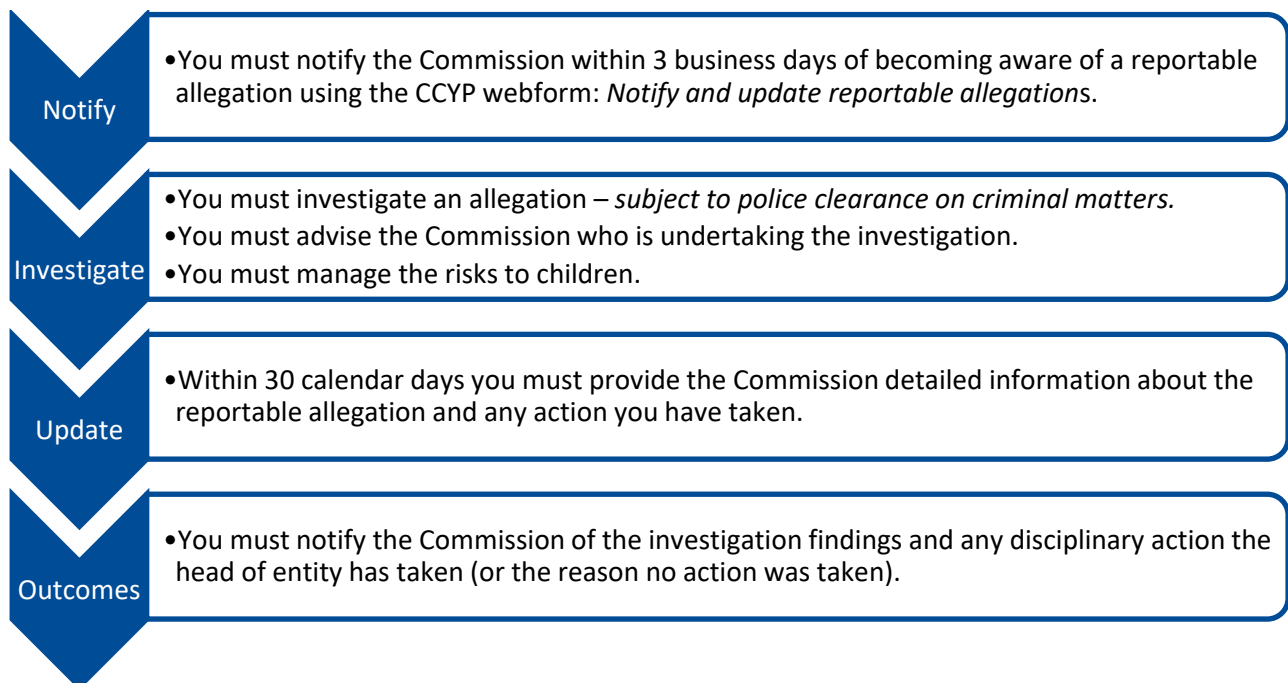 Notify
•You must notify the Commission within 3 business days of becoming aware of a reportable
allegation using the CCYP webform: Notify and update reportable allegations.
Investigate
•You must investigate an allegation – subject to police clearance on criminal matters.
•You must advise the Commission who is undertaking the investigation.
•You must manage the risks to children.
Update
•Within 30 calendar days you must provide the Commission detailed information about the
reportable allegation and any action you have taken.
Outcomes
•You must notify the Commission of the investigation findings and any disciplinary action the
head of entity has taken (or the reason no action was taken).